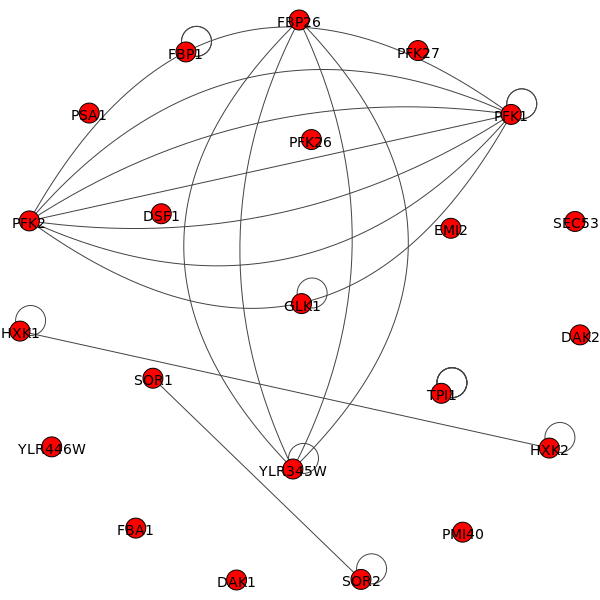 FBP26
PFK27
FBP1
PFK1
PSA1
PFK26
DSF1
PFK2
SEC53
EMI2
GLK1
HXK1
DAK2
SOR1
TPI1
YLR446W
HXK2
YLR345W
FBA1
PMI40
DAK1
SOR2